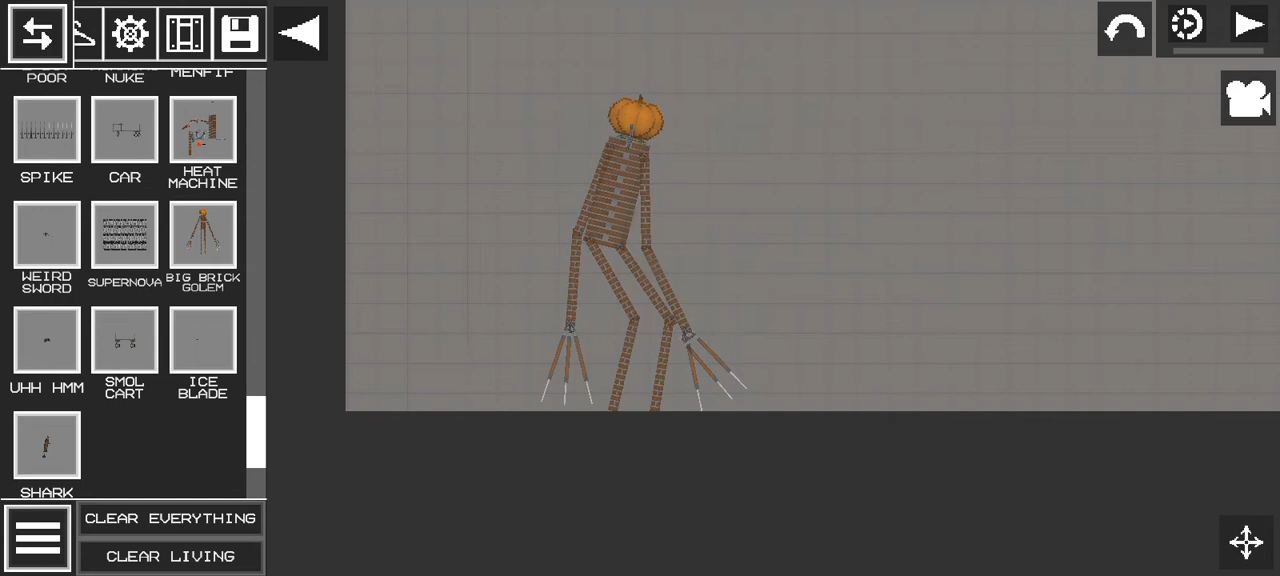 POOR
NUKE
MENFIF
SPIKE
CAR
HEAT
MACHINE
WEIRD
SWORD
SUPERNOVA
BIG BRICK
GOLEM
UHH HMM
SMOL
CART
ICE
BLADE
SHARK
CLEAR EVERYTHING
CLEAR LIVING